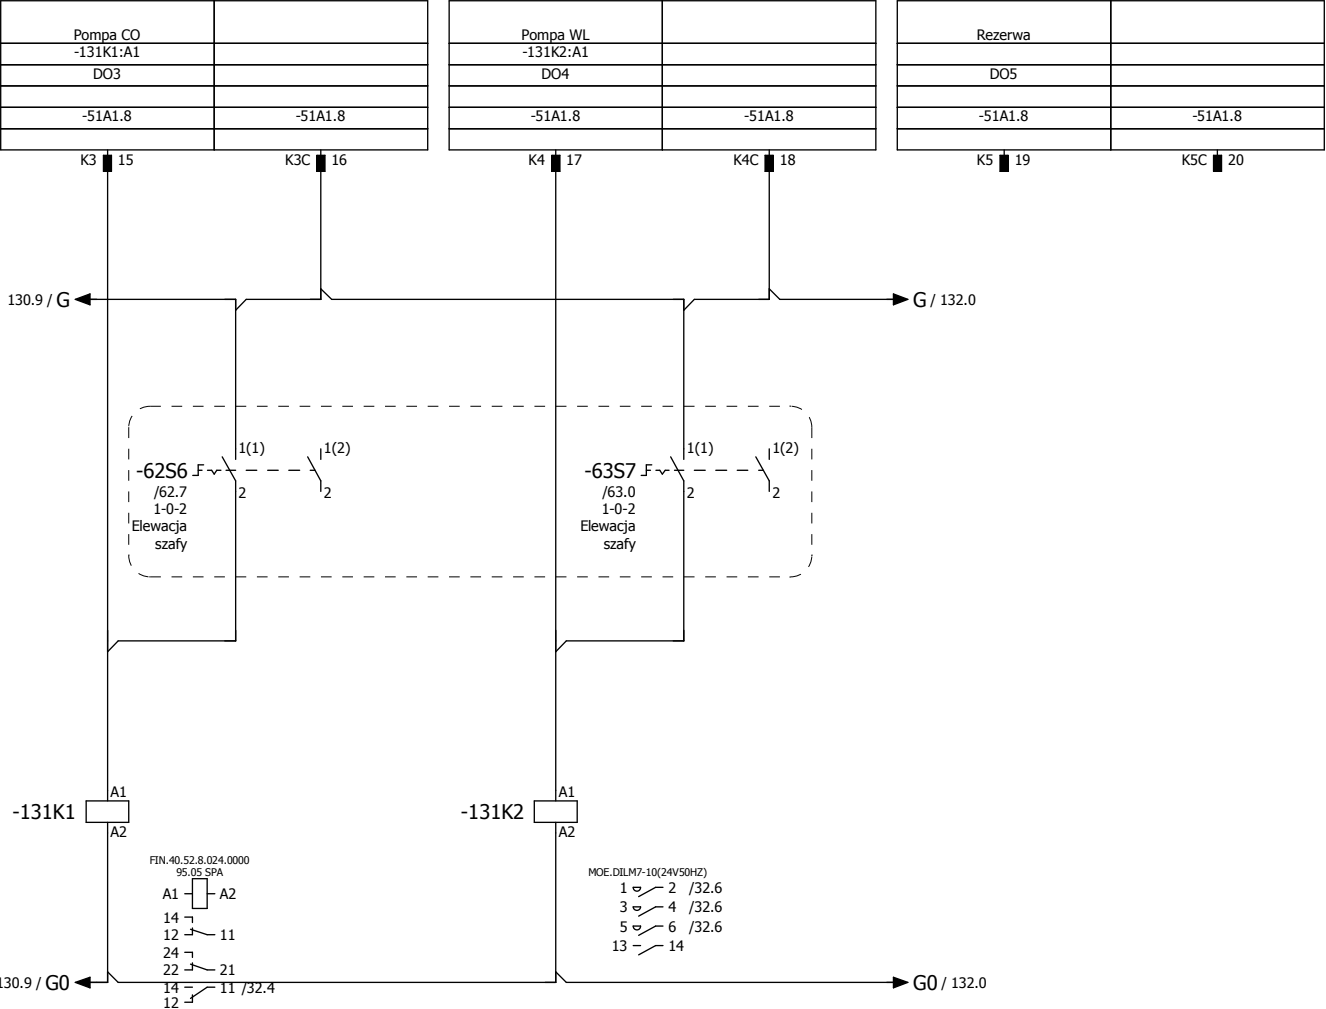 Pompa CO
Pompa WL
Rezerwa
-131K1:A1
-131K2:A1
DO3
DO4
DO5
-51A1.8 -51A1.8 -51A1.8 -51A1.8 -51A1.8 -51A1.8
K3 15 K3C 16 K4 17 K4C 18 K5 19 K5C 20
130.9 / G
G / 132.0
1(1) 1(2) 1(1) 1(2)
-62S6 -63S7
/62.7 2 2 /63.0 2 2
1-0-2 1-0-2
Elewacja Elewacja
szafy szafy
A1 A1
-131K1 -131K2
A2 A2
FIN.40.52.8.024.0000
95.05 SPA
A1 A2
14
12 11
24
22 21
14 11 /32.4
12
MOE.DILM7-10(24V50HZ)
1 2 /32.6
3 4 /32.6
5 6 /32.6
13 14
30.9 / G0
G0 / 132.0